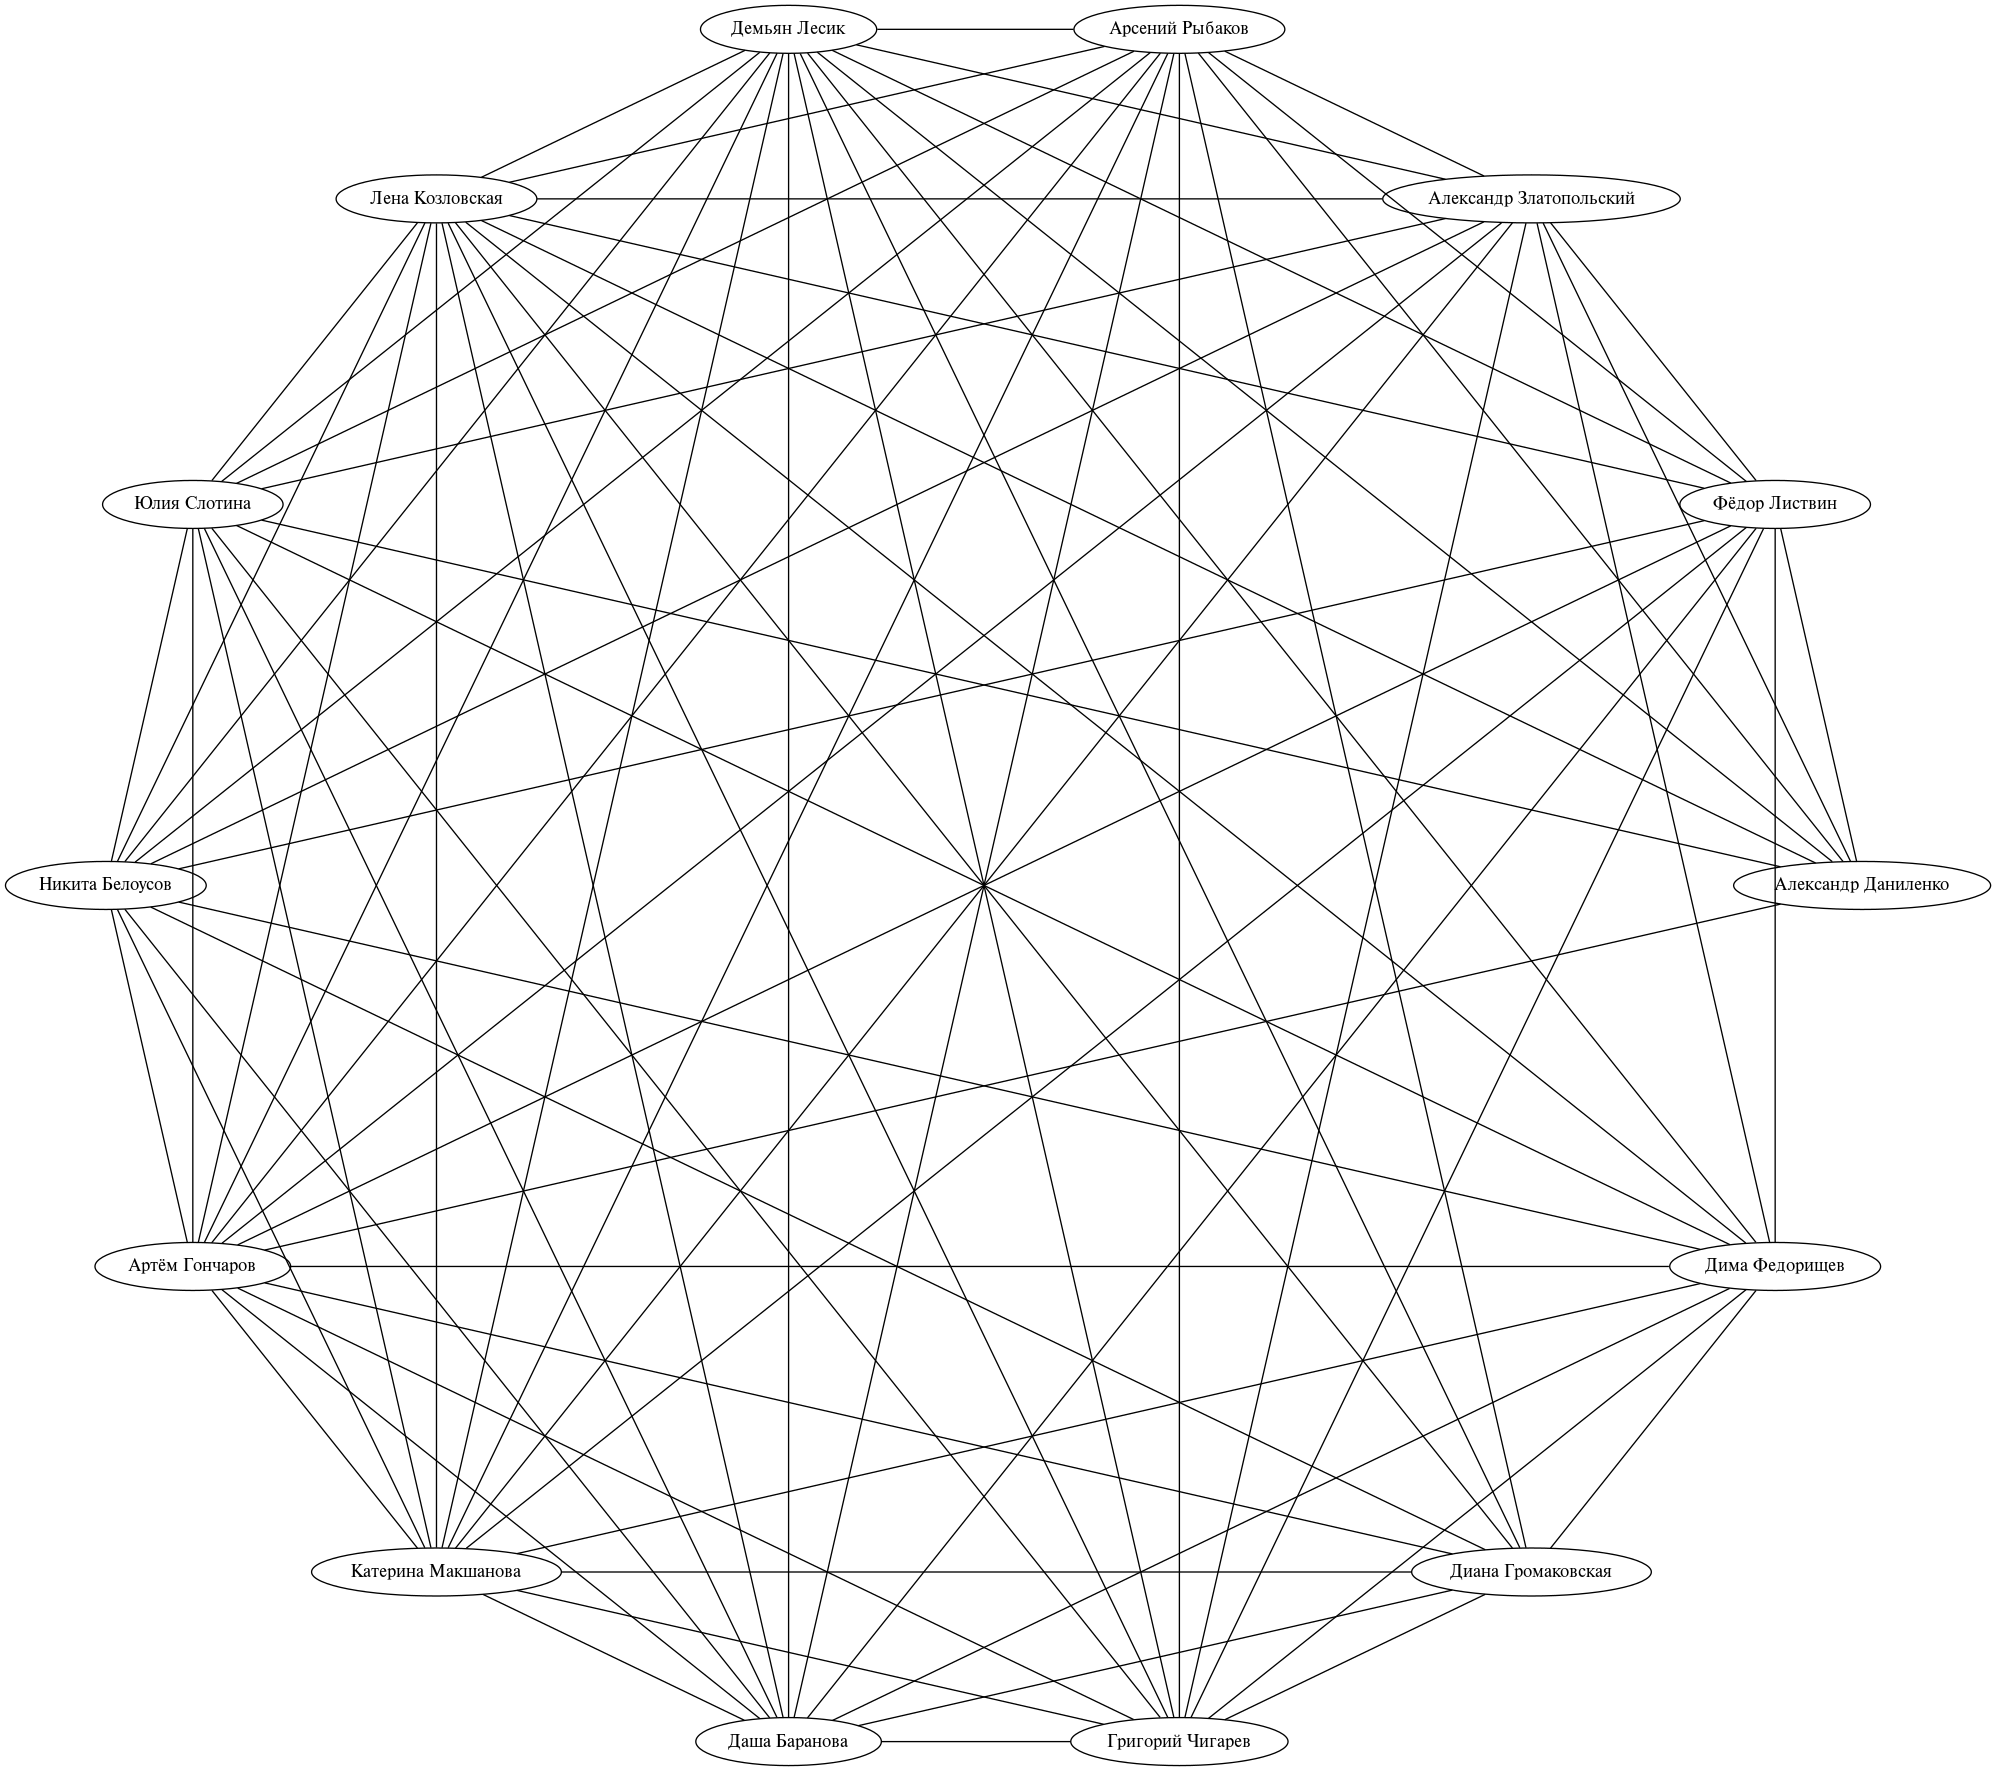 Демьян Лесик
Арсений Рыбаков
Лена Козловская
Александр Златопольский
Юлия Слотина
Фёдор Листвин
Никита Белоусов
Александр Даниленко
Артём Гончаров
Дима Федорищев
Катерина Макшанова
Диана Громаковская
Даша Баранова
Григорий Чигарев